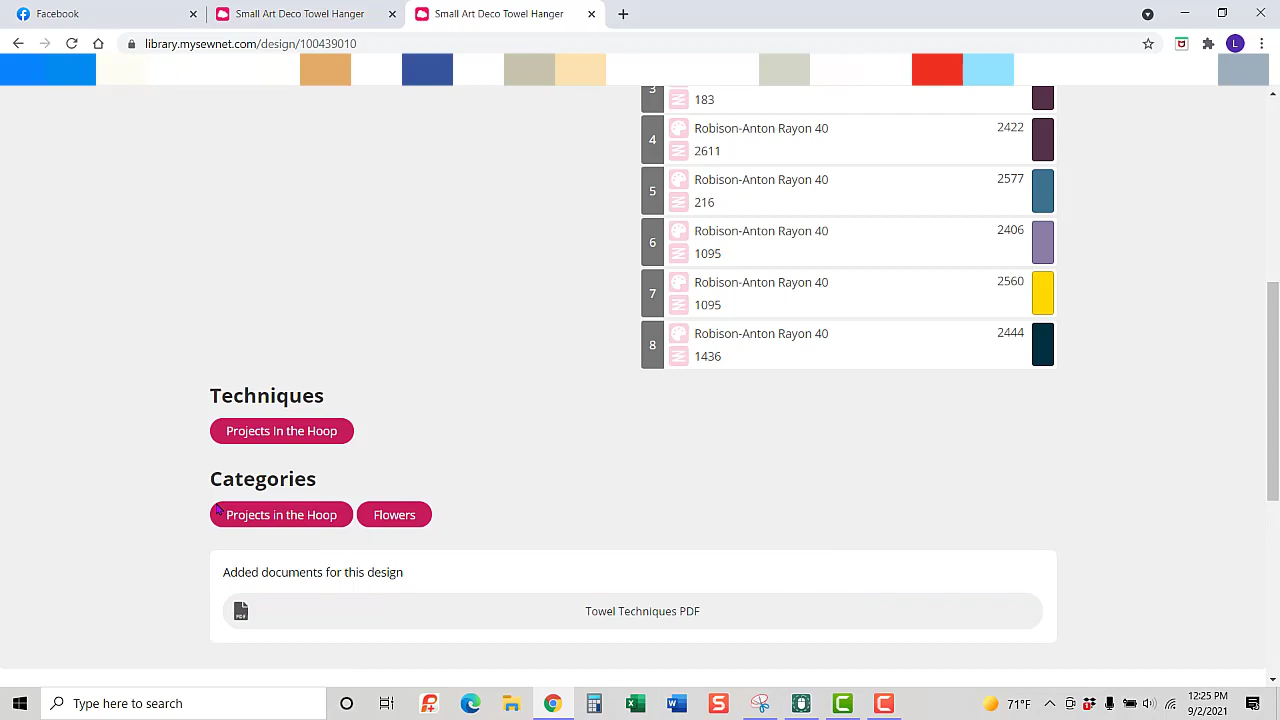 Facebook
Small Art Deco Towel Hanger
Small Art Deco Towel Hanger
library.mysewnet.com/design/100439010
L
3
183
4
Robison-Anton Rayon 40
2422
2611
5
Robison-Anton Rayon 40
2577
216
6
Robison-Anton Rayon 40
2406
1095
7
Robison-Anton Rayon 40
2560
1095
8
Robison-Anton Rayon 40
2444
1436
Techniques
Projects In the Hoop
Categories
Projects in the Hoop
Flowers
Added documents for this design
PDF
Towel Techniques PDF
Type here to search
71°F
12:25 PM
9/2/2021